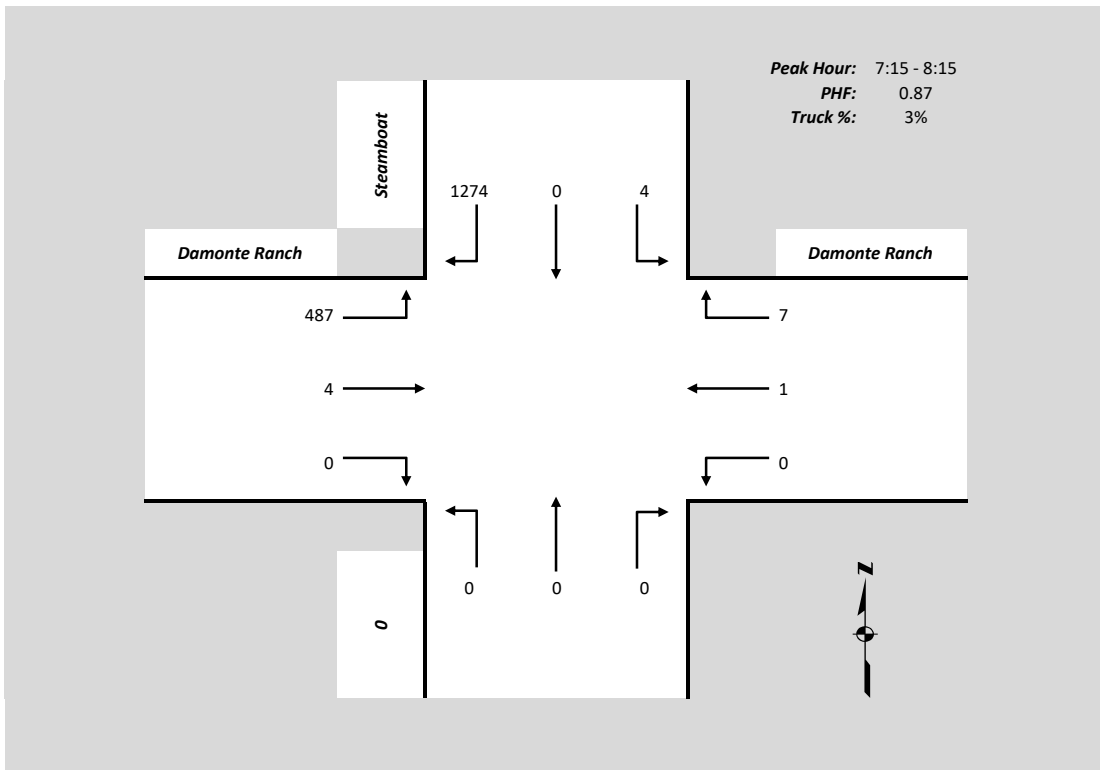 Peak Hour: 7:15 - 8:15
PHF: 0.87
Truck %: 3%
Steamboat
1274 0 4
Damonte Ranch
Damonte Ranch
487
7
4
1
0
0
0 0 0
0
N